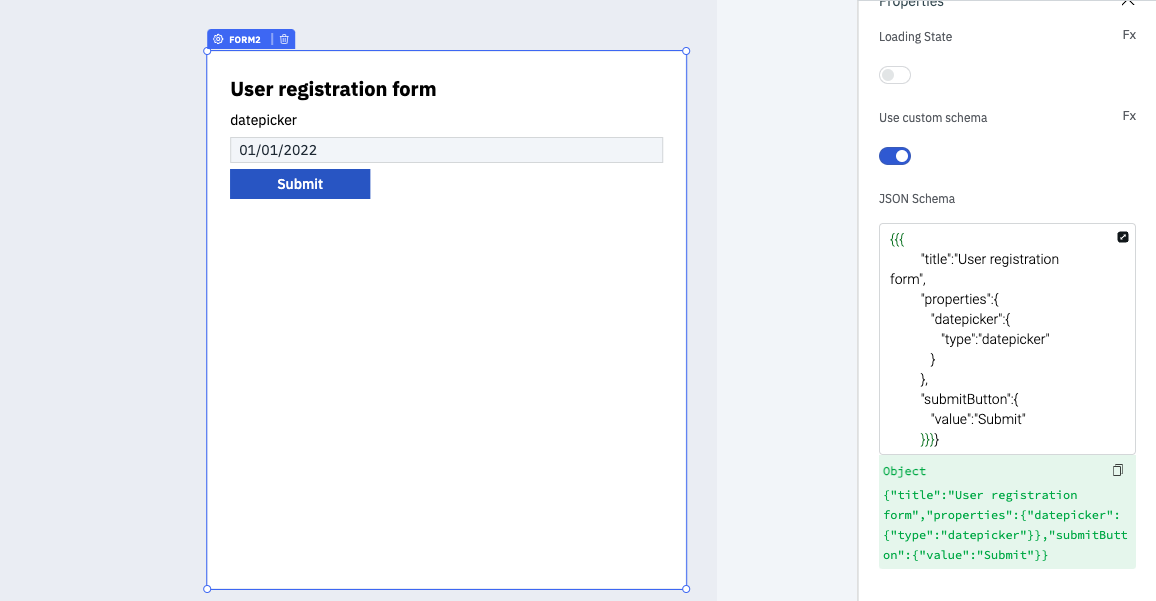 FORM2
User registration form
datepicker
01/01/2022
Submit
Properties
Loading State
Fx
Use custom schema
Fx
JSON Schema
{{{
"title":"User registration
form",
"properties":{
"datepicker":{
"type":"datepicker"
}
},
"submitButton":{
"value":"Submit"
}}}}
Object
{"title":"User registration
form","properties":{"datepicker":
{"type":"datepicker"}},"submitButt
on":{"value":"Submit"}}